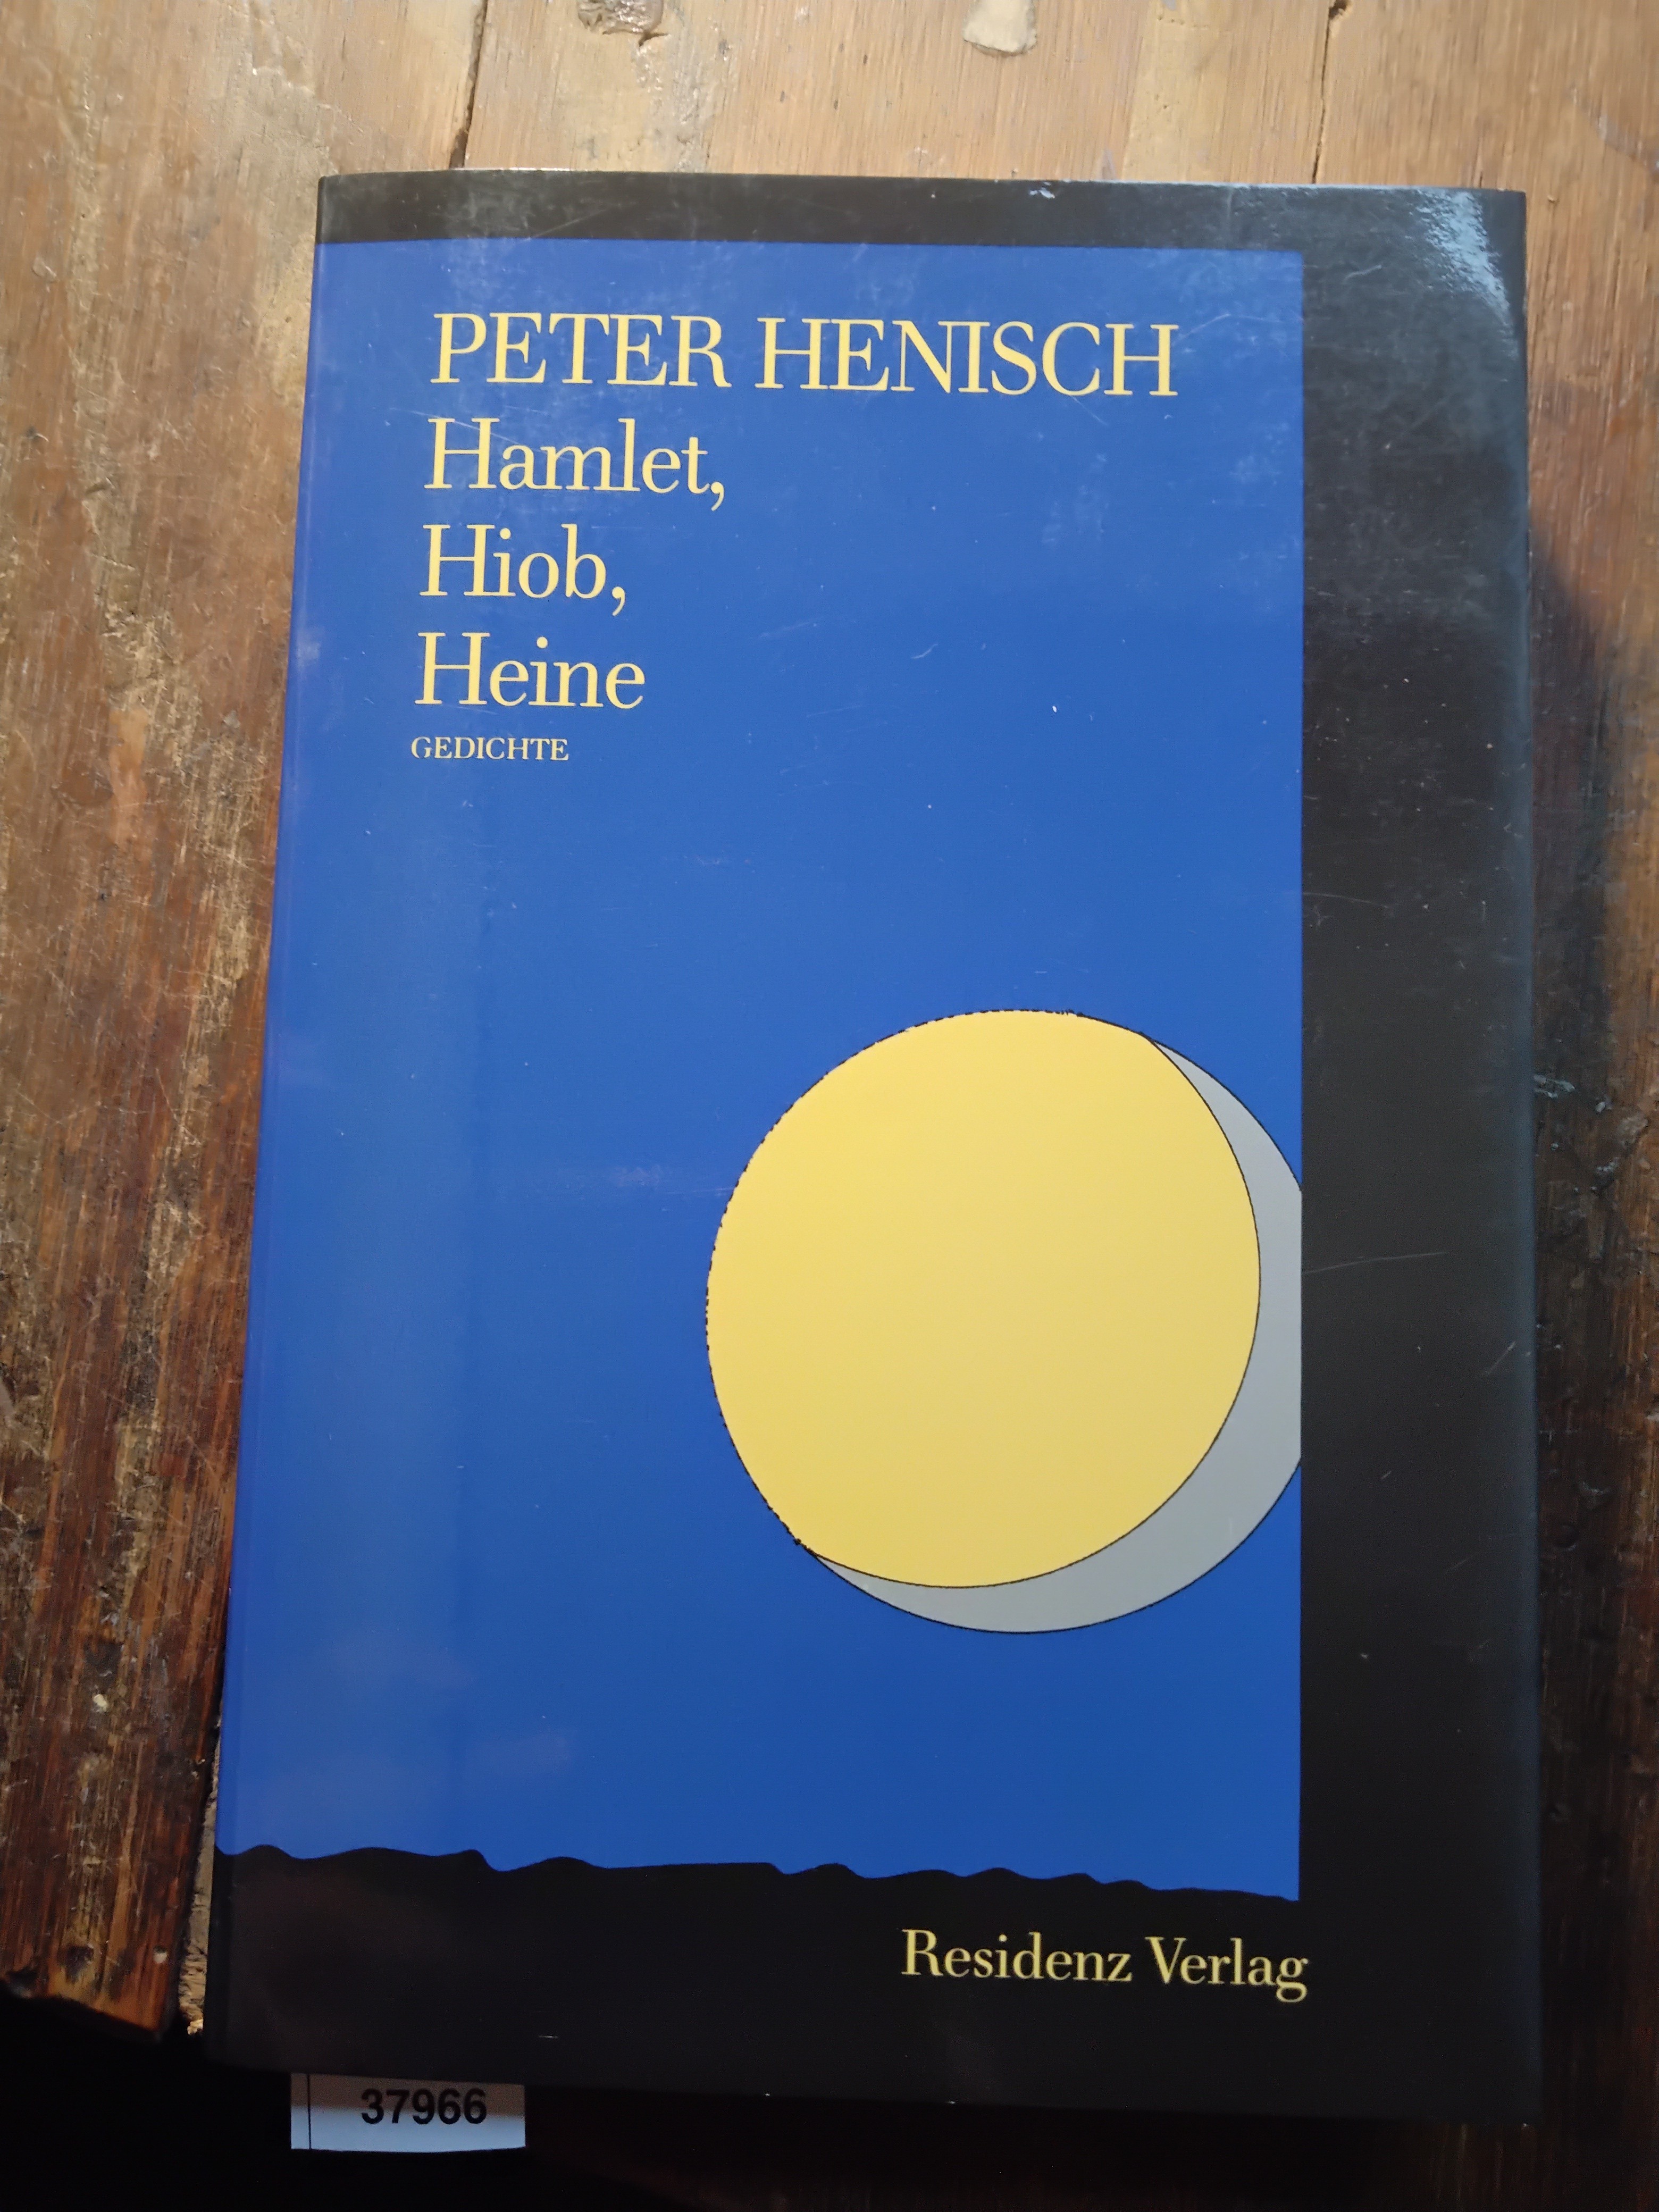 PETER HENISCH
Hamlet,
Hiob,
Heine
GEDICHTE
Residenz Verlag
37966